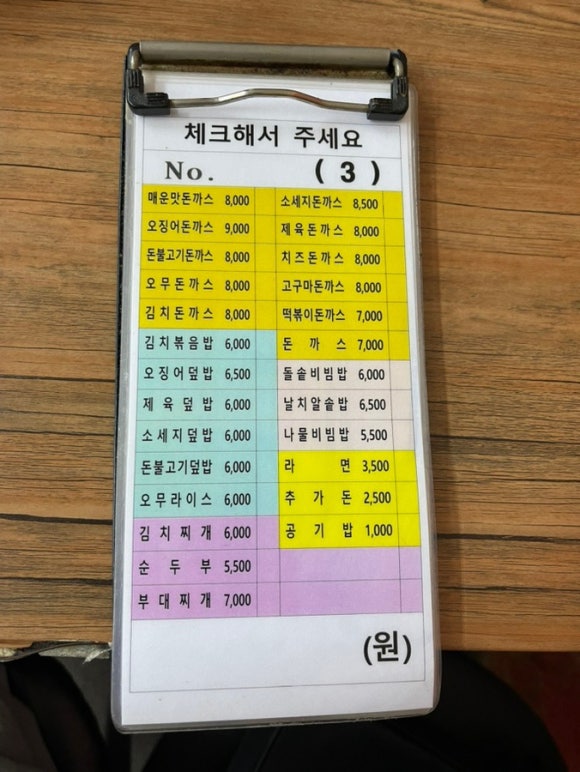 체크해서 주세요
No. ( 3 )
매운맛돈까스 8,000 소세지돈까스 8,500
오징어돈까스 9,000 제육돈까스 8,000
돈불고기돈까스 8,000 치즈돈까스 8,000
오무돈까스 8,000 고구마돈까스 8,000
김치돈까스 8,000 떡볶이돈까스 7,000
김치볶음밥 6,000 돈 까 스 7,000
오징어덮밥 6,500 돌솥비빔밥 6,000
제육덮밥 6,000 날치알솥밥 6,500
소세지덮밥 6,000 나물비빔밥 5,500
돈불고기덮밥 6,000 라 면 3,500
오무라이스 6,000 추 가 돈 2,500
김치찌개 6,000 공 기 밥 1,000
순 두 부 5,500
부대찌개 7,000
(원)